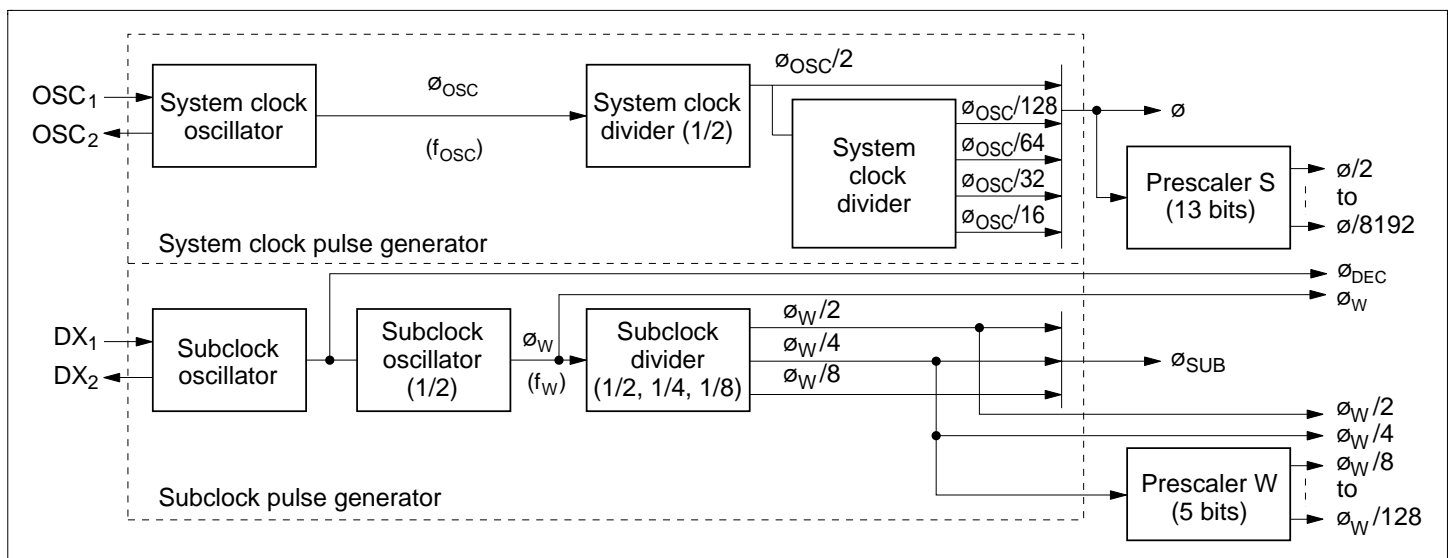 OSC1
OSC2
System clock
oscillator
øOSC
(fOSC)
System clock
divider (1/2)
øOSC/2
System
clock
divider
øOSC/128
øOSC/64
øOSC/32
øOSC/16
ø
Prescaler S
(13 bits)
ø/2
to
ø/8192
System clock pulse generator
øDEC
øW
DX1
DX2
Subclock
oscillator
Subclock
oscillator
(1/2)
øW
(fW)
Subclock
divider
(1/2, 1/4, 1/8)
øW/2
øW/4
øW/8
øSUB
øW/2
øW/4
Prescaler W
(5 bits)
øW/8
to
øW/128
Subclock pulse generator